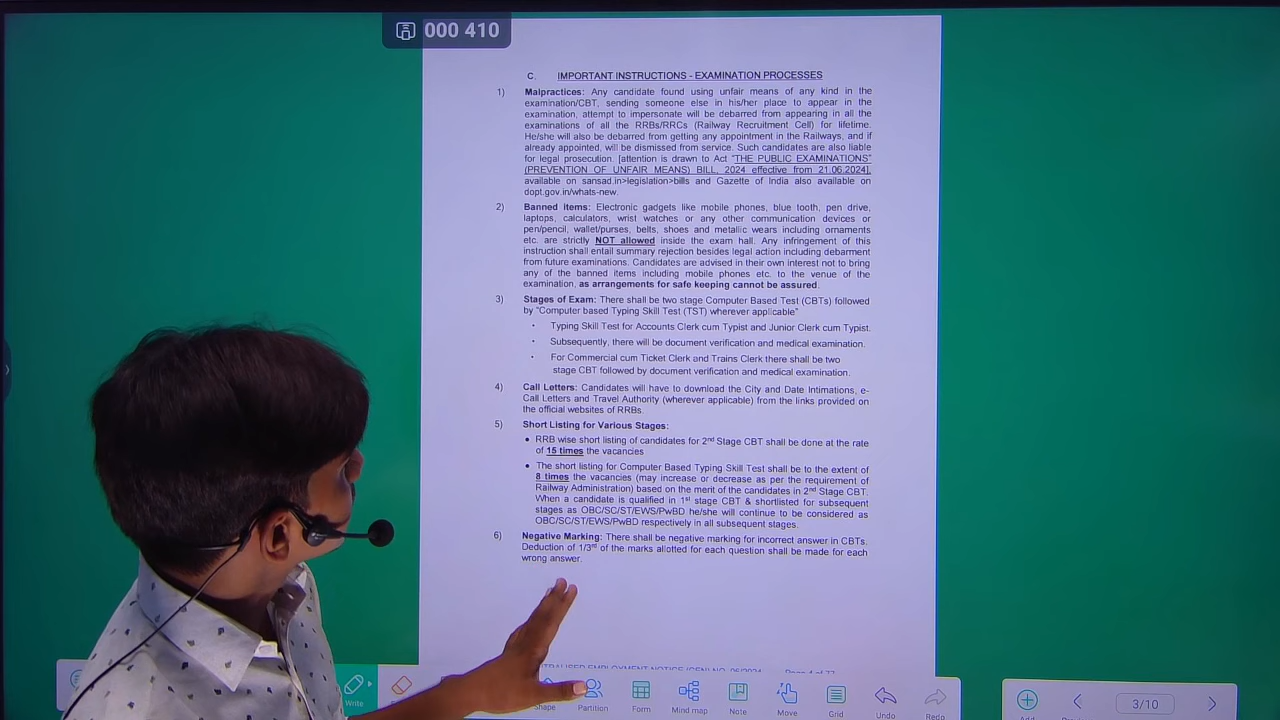 000 410
C. IMPORTANT INSTRUCTIONS - EXAMINATION PROCESSES
1) Malpractices: Any candidate found using unfair means of any kind in the
examination/CBT, sending someone else in his/her place to appear in the
examination, attempt to impersonate will be debarred from appearing in all the
examinations of all the RRBs/RRCs (Railway Recruitment Cell) for lifetime.
He/she will also be debarred from getting any appointment in the Railways, and if
already appointed, will be dismissed from service. Such candidates are also liable
for legal prosecution. [attention is drawn to Act "THE PUBLIC EXAMINATIONS"
(PREVENTION OF UNFAIR MEANS) BILL, 2024 effective from 21.06.2024],
available on sansad.in>legislation>bills and Gazette of India also available on
dopt.gov.in/whats-new.
2) Banned items: Electronic gadgets like mobile phones, blue tooth, pen drive,
laptops, calculators, wrist watches or any other communication devices or
pen/pencil, wallet/purses, belts, shoes and metallic wears including ornaments
etc. are strictly NOT allowed inside the exam hall. Any infringement of this
instruction shall entail summary rejection besides legal action including debarment
from future examinations. Candidates are advised in their own interest not to bring
any of the banned items including mobile phones etc. to the venue of the
examination, as arrangements for safe keeping cannot be assured.
3) Stages of Exam: There shall be two stage Computer Based Test (CBTs) followed
by "Computer based Typing Skill Test (TST) wherever applicable"
• Typing Skill Test for Accounts Clerk cum Typist and Junior Clerk cum Typist.
• Subsequently, there will be document verification and medical examination.
• For Commercial cum Ticket Clerk and Trains Clerk there shall be two
stage CBT followed by document verification and medical examination.
4) Call Letters: Candidates will have to download the City and Date Intimations, e-
Call Letters and Travel Authority (wherever applicable) from the links provided on
the official websites of RRBs.
5) Short Listing for Various Stages:
• RRB wise short listing of candidates for 2nd Stage CBT shall be done at the rate
of 15 times the vacancies
• The short listing for Computer Based Typing Skill Test shall be to the extent of
8 times the vacancies (may increase or decrease as per the requirement of
Railway Administration) based on the merit of the candidates in 2nd Stage CBT.
When a candidate is qualified in 1st stage CBT & shortlisted for subsequent
stages as OBC/SC/ST/EWS/PwBD he/she will continue to be considered as
OBC/SC/ST/EWS/PwBD respectively in all subsequent stages.
6) Negative Marking: There shall be negative marking for incorrect answer in CBTs.
Deduction of 1/3rd of the marks allotted for each question shall be made for each
wrong answer.
Write Shape Partition Form Mind map Note Move Grid Undo Redo
3/10